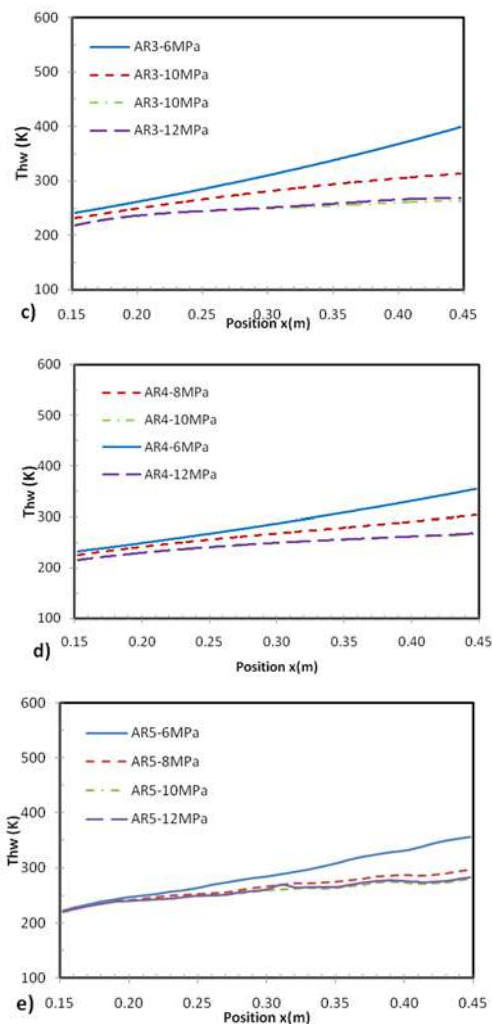 600
500
400
300
200
100
Thw (K)
AR3-6MPa
AR3-10MPa
AR3-10MPa
AR3-12MPa
0.15 0.20 0.25 0.30 0.35 0.40 0.45
c)
Position x(m)
600
500
400
300
200
100
Thw (K)
AR4-8MPa
AR4-10MPa
AR4-6MPa
AR4-12MPa
0.15 0.20 0.25 0.30 0.35 0.40 0.45
d)
Position x(m)
600
500
400
300
200
100
Thw (K)
AR5-6MPa
AR5-8MPa
AR5-10MPa
AR5-12MPa
0.15 0.20 0.25 0.30 0.35 0.40 0.45
e)
Position x(m)